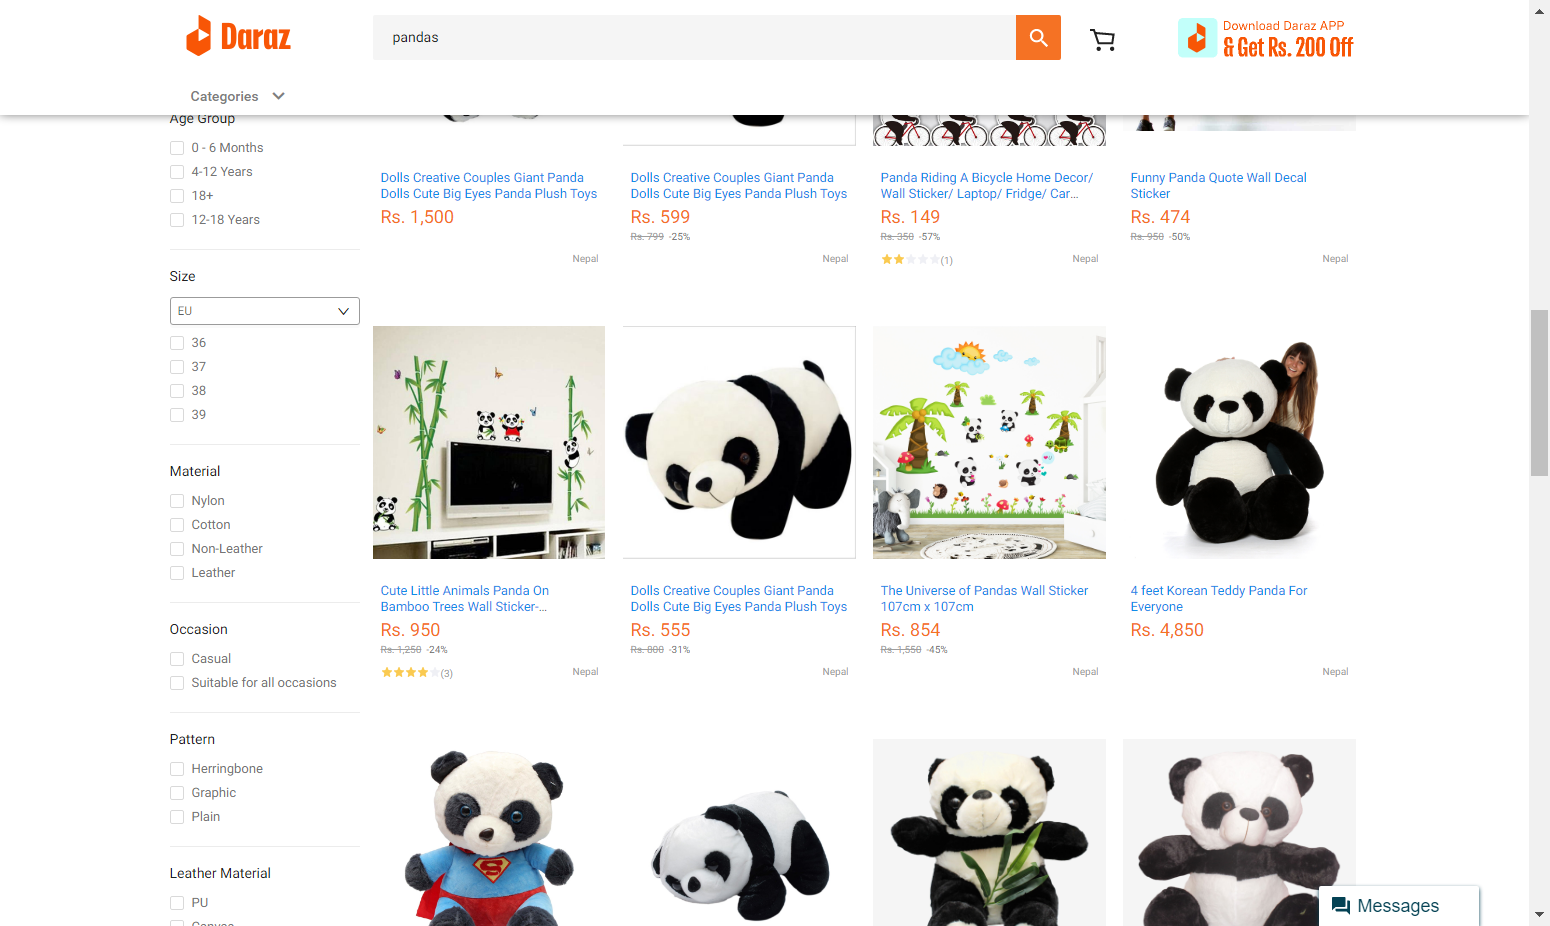 Daraz
pandas
Download Daraz APP
& Get Rs. 200 Off
Categories
Age Group
0 - 6 Months
4-12 Years
18+
12-18 Years
Size
EU
36
37
38
39
Material
Nylon
Cotton
Non-Leather
Leather
Occasion
Casual
Suitable for all occasions
Pattern
Herringbone
Graphic
Plain
Leather Material
PU
Canvas
Dolls Creative Couples Giant Panda
Dolls Cute Big Eyes Panda Plush Toys
Rs. 1,500
Nepal
Dolls Creative Couples Giant Panda
Dolls Cute Big Eyes Panda Plush Toys
Rs. 599
Rs. 799 -25%
Nepal
Panda Riding A Bicycle Home Decor/
Wall Sticker/ Laptop/ Fridge/ Car...
Rs. 149
Rs. 350 -57%
(1)
Nepal
Funny Panda Quote Wall Decal
Sticker
Rs. 474
Rs. 950 -50%
Nepal
Cute Little Animals Panda On
Bamboo Trees Wall Sticker-...
Rs. 950
Rs. 1,250 -24%
(3)
Nepal
Dolls Creative Couples Giant Panda
Dolls Cute Big Eyes Panda Plush Toys
Rs. 555
Rs. 800 -31%
Nepal
The Universe of Pandas Wall Sticker
107cm x 107cm
Rs. 854
Rs. 1,550 -45%
Nepal
4 feet Korean Teddy Panda For
Everyone
Rs. 4,850
Nepal
S
Messages